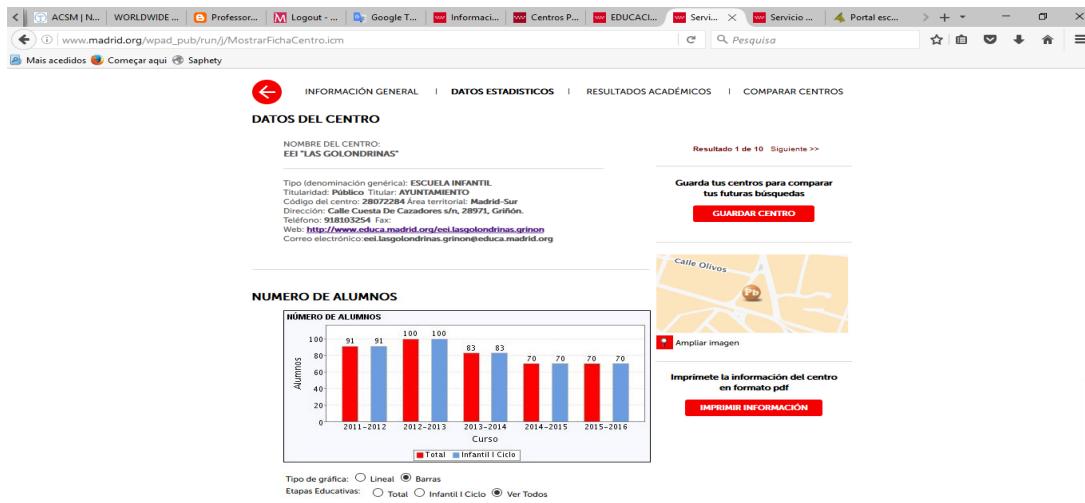 ACSM | N...
WORLDWIDE ...
Professor...
Logout - ...
Google T...
Informaci...
Centros P...
EDUCACI...
Servi...
Servicio ...
Portal esc...
www.madrid.org/wpad_pub/run/j/MostrarFichaCentro.icm
Pesquisa
Mais acedidos
Começar aqui
Saphety
INFORMACIÓN GENERAL | DATOS ESTADISTICOS | RESULTADOS ACADÉMICOS | COMPARAR CENTROS
DATOS DEL CENTRO
NOMBRE DEL CENTRO:
EEI "LAS GOLONDRINAS"
Tipo (denominación genérica): ESCUELA INFANTIL
Titularidad: Público Titular: AYUNTAMIENTO
Código del centro: 28072284 Área territorial: Madrid-Sur
Dirección: Calle Cuesta De Cazadores s/n, 28971, Griñón.
Teléfono: 918103254 Fax:
Web: http://www.educa.madrid.org/eei.lasgolondrinas.grinon
Correo electrónico:eei.lasgolondrinas.grinon@educa.madrid.org
Resultado 1 de 10 Siguiente >>
Guarda tus centros para comparar
tus futuras búsquedas
GUARDAR CENTRO
Calle Olivos
Pb
Ampliar imagen
Imprímete la información del centro
en formato pdf
IMPRIMIR INFORMACIÓN
NUMERO DE ALUMNOS
NÚMERO DE ALUMNOS
Alumnos
100
80
60
40
20
0
91 91 100 100 83 83 70 70 70 70
2011-2012 2012-2013 2013-2014 2014-2015 2015-2016
Curso
Total Infantil I Ciclo
Tipo de gráfica: Lineal Barras
Etapas Educativas: Total Infantil I Ciclo Ver Todos